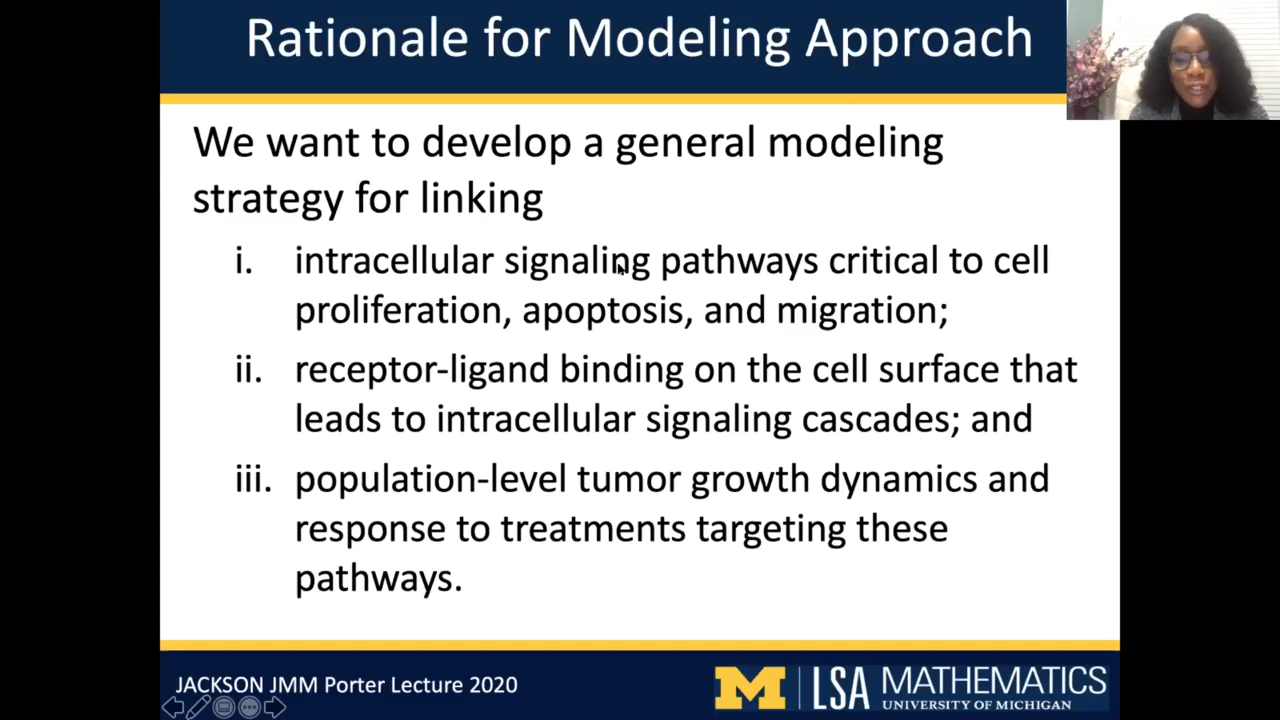 Rationale for Modeling Approach
We want to develop a general modeling
strategy for linking
i. intracellular signaling pathways critical to cell
proliferation, apoptosis, and migration;
ii. receptor-ligand binding on the cell surface that
leads to intracellular signaling cascades; and
iii. population-level tumor growth dynamics and
response to treatments targeting these
pathways.
JACKSON JMM Porter Lecture 2020
M LSA MATHEMATICS
UNIVERSITY OF MICHIGAN